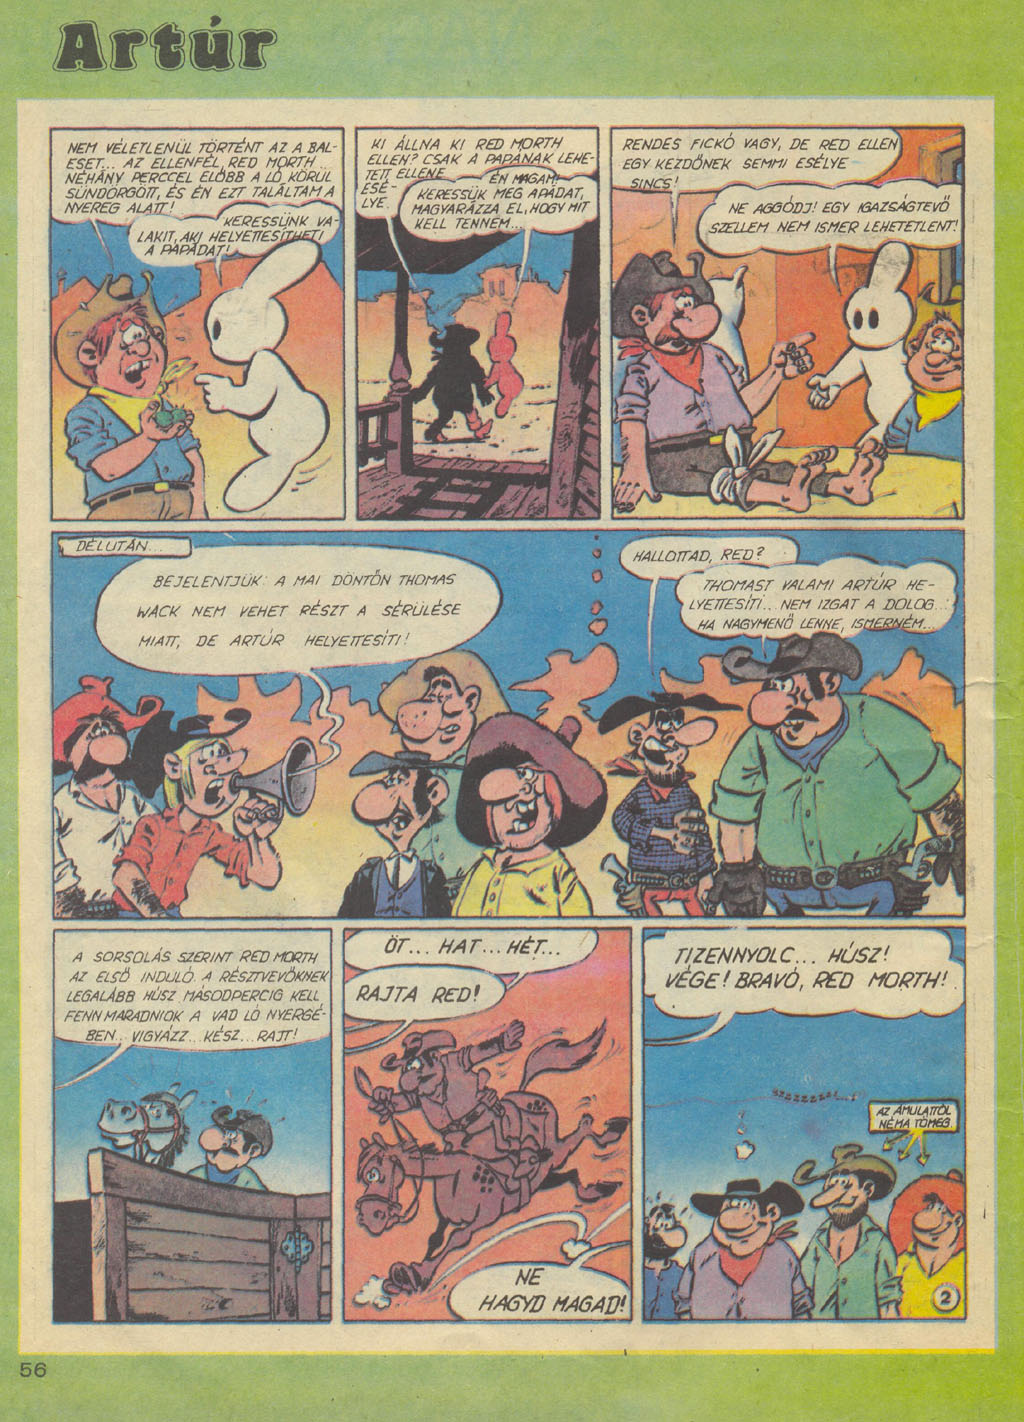 Artúr
NEM VÉLETLENÜL TÖRTÉNT AZ A BAL-
ESET... AZ ELLENFÉL, RED MORTH
NÉHÁNY PERCCEL ELŐBB A LÓ KÖRÜL
SÜNDÖRGÖTT, ÉS ÉN EZT TALÁLTAM A
NYEREG ALATT!
KERESSÜNK VA-
LAKIT, AKI HELYETTESÍTHETI
A PAPÁDAT!
KI ÁLLNA KI RED MORTH
ELLEN? CSAK A PAPÁNAK LEHE-
TETT ELLENE
ESÉ-
LYE.
ÉN MAGAM!
KERESSÜK MEG APÁDAT,
MAGYARÁZZA EL, HOGY MIT
KELL TENNEM...
RENDES FICKÓ VAGY, DE RED ELLEN
EGY KEZDŐNEK SEMMI ESÉLYE
SINCS!
NE AGGÓDJ! EGY IGAZSÁGTEVŐ
SZELLEM NEM ISMER LEHETETLENT!
DÉLUTÁN...
BEJELENTJÜK: A MAI DÖNTŐN THOMAS
WACK NEM VEHET RÉSZT A SÉRÜLÉSE
MIATT, DE ARTÚR HELYETTESÍTI!
HALLOTTAD, RED?
THOMAST VALAMI ARTÚR HE-
LYETTESÍTI... NEM IZGAT A DOLOG...
HA NAGYMENŐ LENNE, ISMERNÉM...
A SORSOLÁS SZERINT RED MORTH
AZ ELSŐ INDULÓ. A RÉSZTVEVŐKNEK
LEGALÁBB HÚSZ MÁSODPERCIG KELL
FENN MARADNIOK A VAD LÓ NYERGÉ-
BEN... VIGYÁZZ... KÉSZ... RAJT!
ÖT... HAT... HÉT...
RAJTA RED!
NE
HAGYD MAGAD!
TIZENNYOLC... HÚSZ!
VÉGE! BRAVÓ, RED MORTH!
AZ ÁMULATTÓL
NÉMA TÖMEG.
2
56